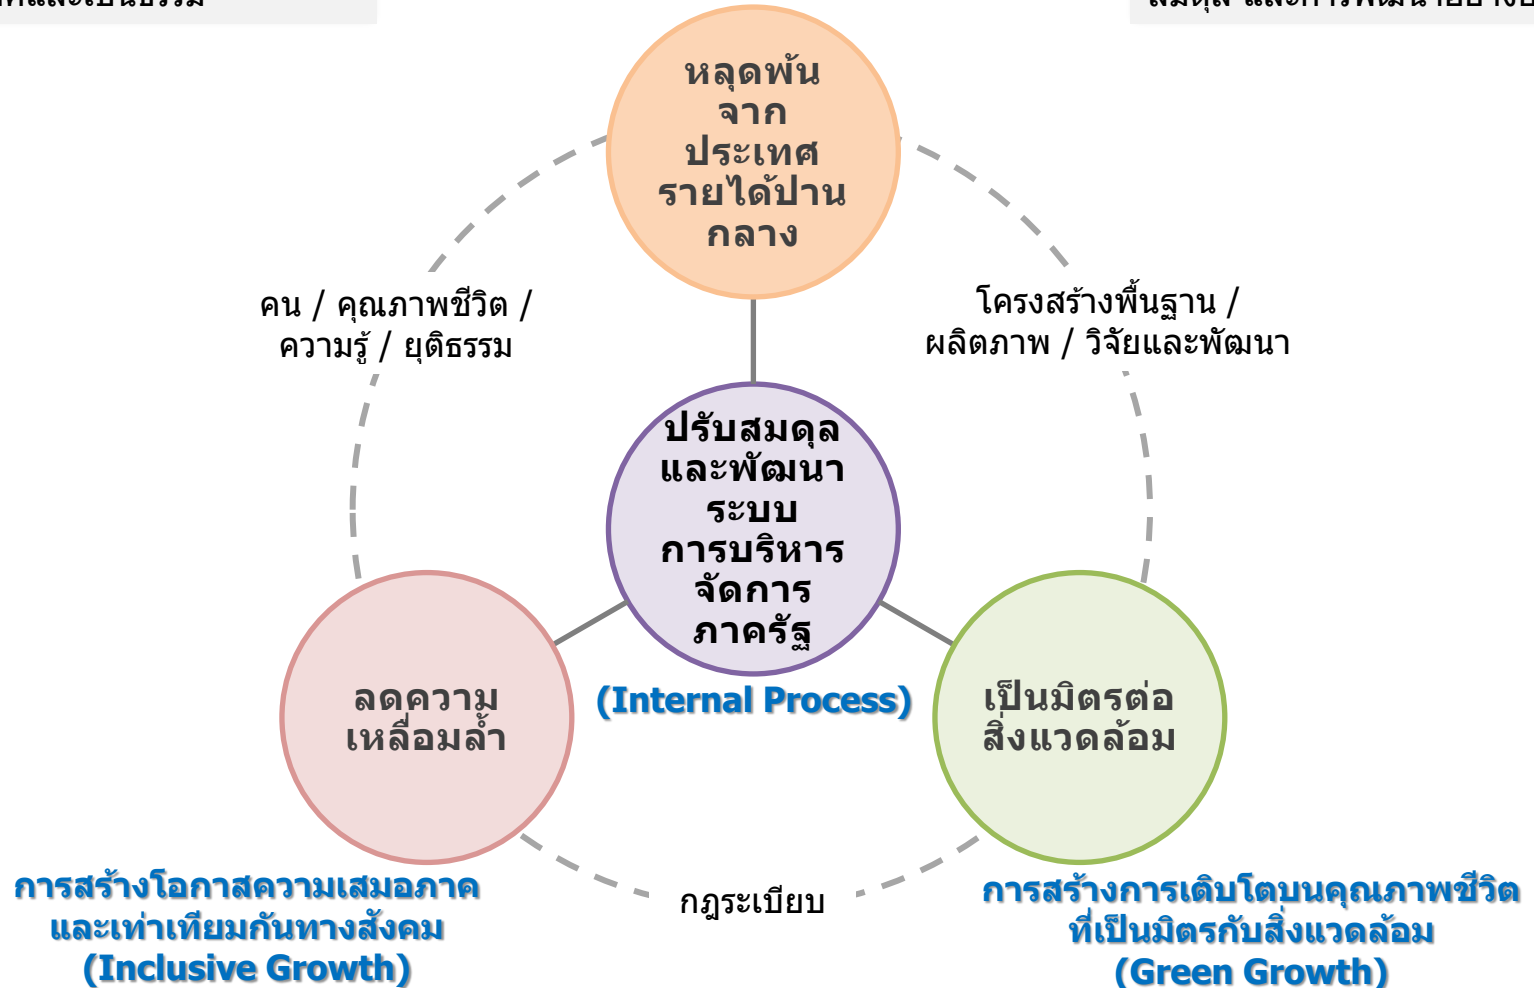 และเป็นธรรม
หลุดพ้น
จาก
ประเทศ
รายได้ปาน
กลาง
คน / คุณภาพชีวิต /
ความรู้ / ยุติธรรม
โครงสร้างพื้นฐาน /
ผลิตภาพ / วิจัยและพัฒนา
ปรับสมดุล
และพัฒนา
ระบบ
การบริหาร
จัดการ
ภาครัฐ
(Internal Process)
ลดความ
เหลื่อมล้ำ
เป็นมิตรต่อ
สิ่งแวดล้อม
กฎระเบียบ
การสร้างโอกาสความเสมอภาค
และเท่าเทียมกันทางสังคม
(Inclusive Growth)
การสร้างการเติบโตบนคุณภาพชีวิต
ที่เป็นมิตรกับสิ่งแวดล้อม
(Green Growth)